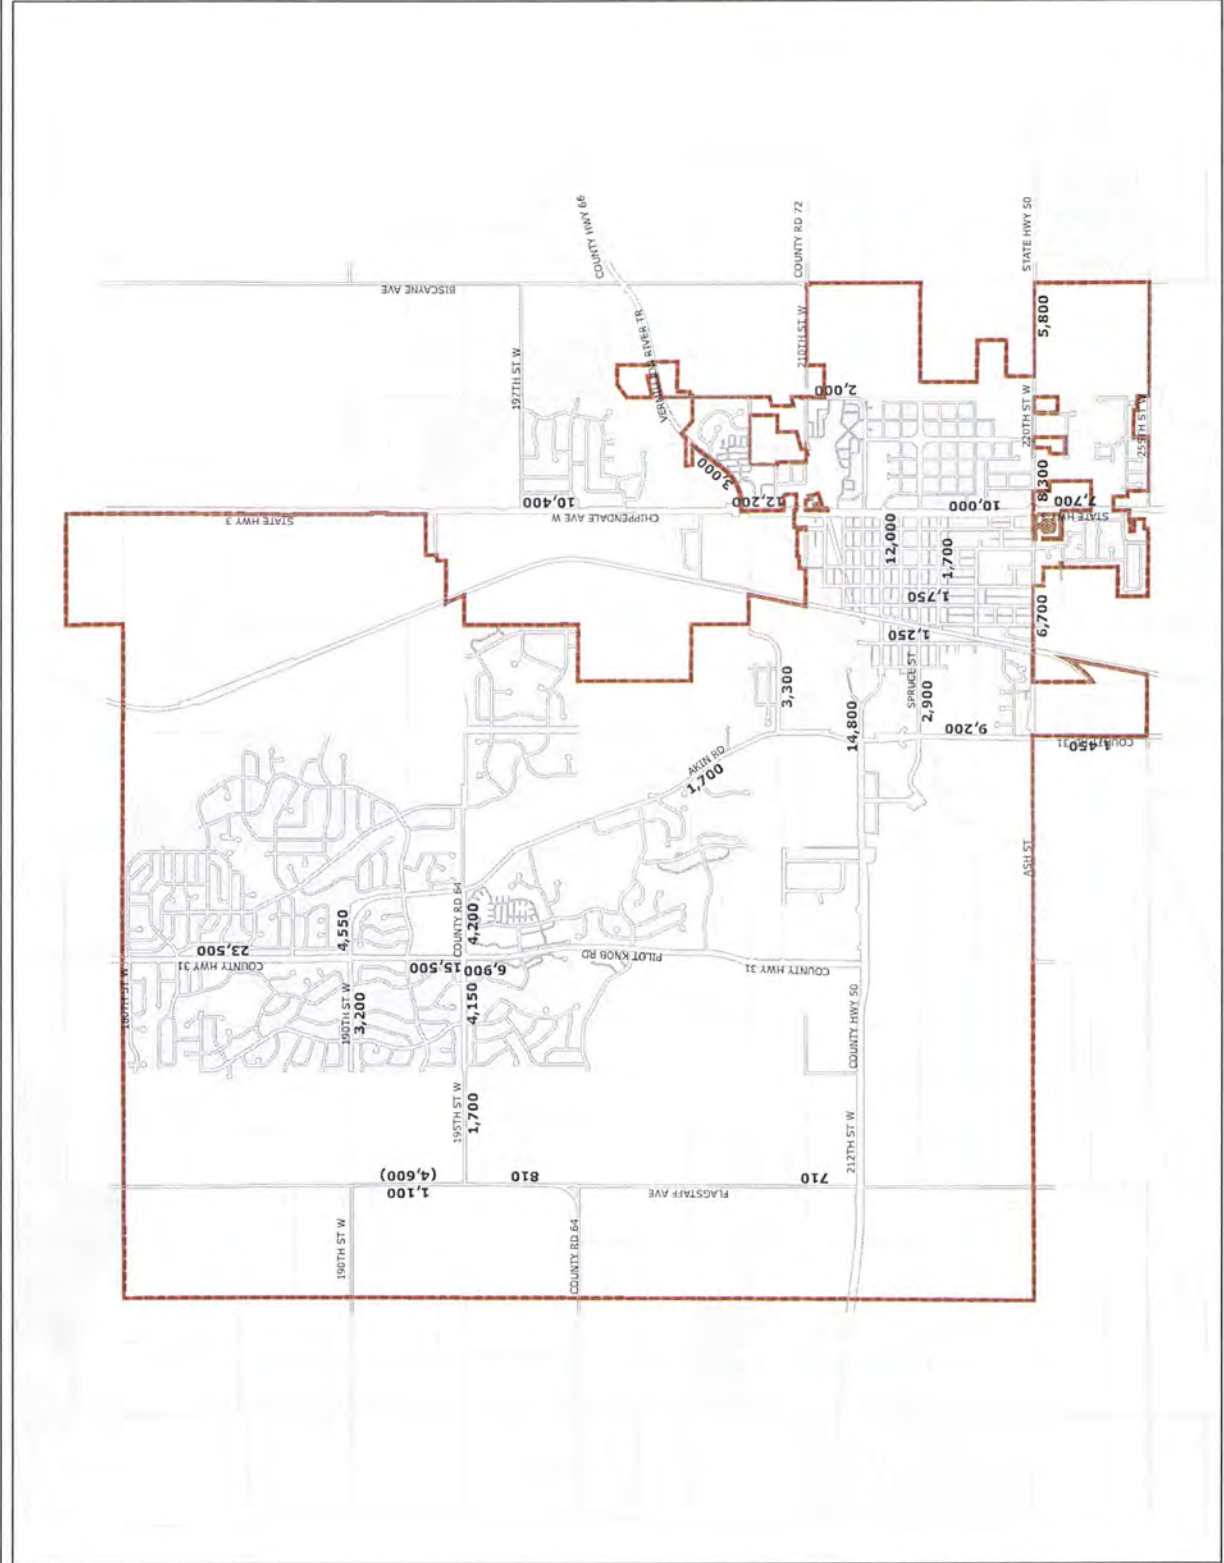 COUNTY HWY 66
COUNTY RD 72
STATE HWY 50
BISCAYNE AVE
VERMILLION RIVER TR
5,800
197TH ST W
210TH ST W
2,000
220TH ST W
3,000
8,300
10,400
12,200
10,000
7,700
STATE HWY 3
CHIPPENDALE AVE W
12,000
1,700
1,750
6,700
1,250
3,300
SPRUCE ST
2,900
14,800
9,200
AKIN RD
1,700
1,450
ASH ST
COUNTY RD 64
4,550
4,200
23,500
COUNTY HWY 31
15,500
6,900
PILOT KNOB RD
COUNTY HWY 31
180TH ST W
190TH ST W
3,200
4,150
COUNTY HWY 50
195TH ST W
1,700
212TH ST W
(4,600)
1,100
810
710
FLAGSTAFF AVE
190TH ST W
COUNTY RD 64